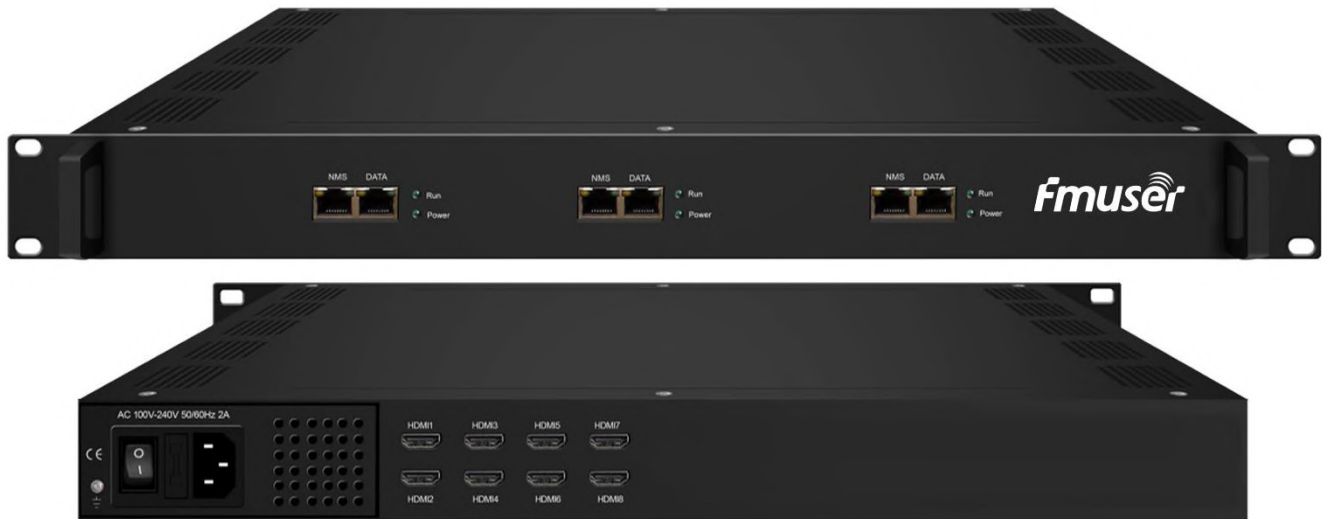 NMS DATA
Run
Power
NMS DATA
Run
Power
NMS DATA
Run
Power
Fmuser
AC 100V-240V 50/60Hz 2A
CE
O
I
HDMI1 HDMI3 HDMI5 HDMI7
HDMI2 HDMI4 HDMI6 HDMI8